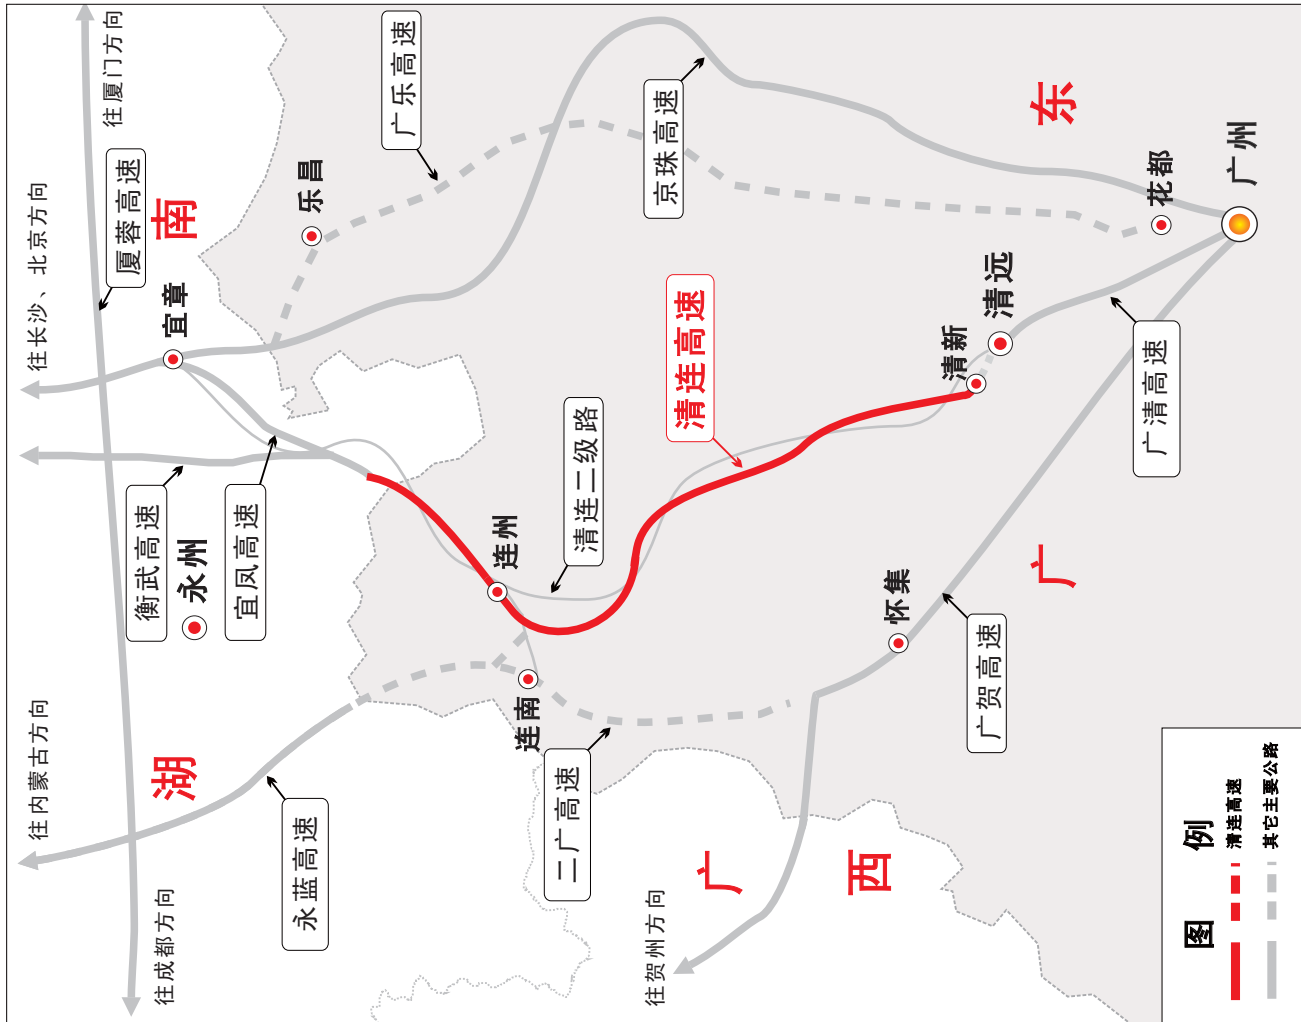 往厦门方向
往长沙、北京方向
往内蒙古方向
往成都方向
往贺州方向
厦蓉高速
广乐高速
京珠高速
衡武高速
宜凤高速
清连二级路
清连高速
广清高速
广贺高速
二广高速
永蓝高速
湖南
广东
广西
宜章
乐昌
永州
连州
连南
怀集
清新
清远
花都
广州
图例
清连高速
其它主要公路